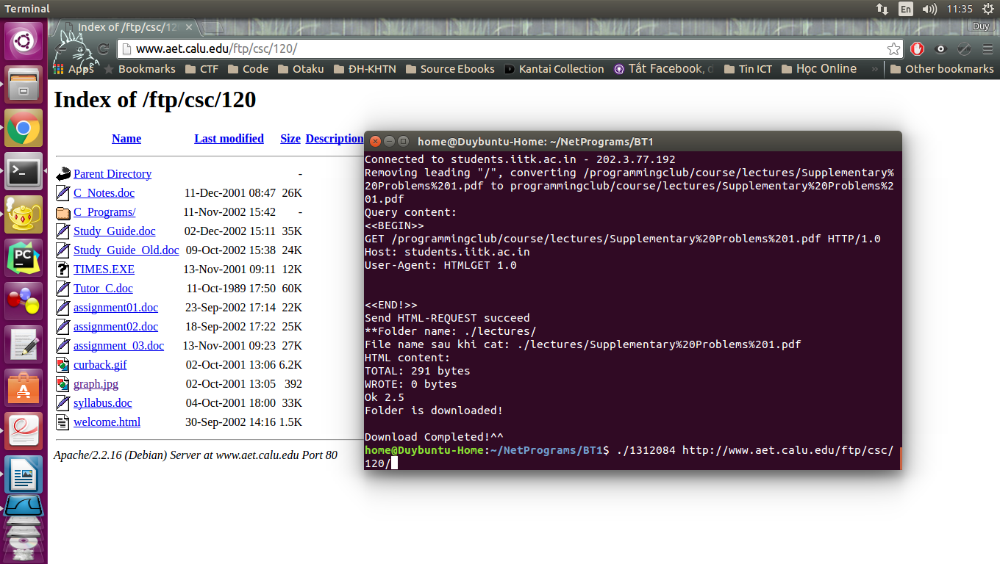 Terminal
En
11:35
Index of /ftp/csc/12
Duy
www.aet.calu.edu/ftp/csc/120/
Apps Bookmarks CTF Code Otaku ĐH-KHTN Source Ebooks Kantai Collection Tắt Facebook, d Tin ICT Học Online » Other bookmarks
Index of /ftp/csc/120
Name Last modified Size Description
Parent Directory -
C_Notes.doc 11-Dec-2001 08:47 26K
C_Programs/ 11-Nov-2002 15:42 -
Study_Guide.doc 02-Dec-2002 15:11 35K
Study_Guide_Old.doc 09-Oct-2002 15:38 24K
TIMES.EXE 13-Nov-2001 09:11 12K
Tutor_C.doc 11-Oct-1989 17:50 60K
assignment01.doc 23-Sep-2002 17:14 22K
assignment02.doc 18-Sep-2002 17:22 25K
assignment_03.doc 13-Nov-2001 09:23 27K
curback.gif 02-Oct-2001 13:06 6.2K
graph.jpg 02-Oct-2001 13:05 392
syllabus.doc 04-Oct-2001 18:00 33K
welcome.html 30-Sep-2002 14:16 1.5K
Apache/2.2.16 (Debian) Server at www.aet.calu.edu Port 80
home@Duybuntu-Home: ~/NetPrograms/BT1
Connected to students.iitk.ac.in - 202.3.77.192
Removing leading "/", converting /programmingclub/course/lectures/Supplementary%
20Problems%201.pdf to programmingclub/course/lectures/Supplementary%20Problems%2
01.pdf
Query content:
<<BEGIN>>
GET /programmingclub/course/lectures/Supplementary%20Problems%201.pdf HTTP/1.0
Host: students.iitk.ac.in
User-Agent: HTMLGET 1.0
<<END!>>
Send HTML-REQUEST succeed
**Folder name: ./lectures/
File name sau khi cat: ./lectures/Supplementary%20Problems%201.pdf
HTML content:
TOTAL: 291 bytes
WROTE: 0 bytes
Ok 2.5
Folder is downloaded!
Download Completed!^^
home@Duybuntu-Home:~/NetPrograms/BT1$ ./1312084 http://www.aet.calu.edu/ftp/csc/
120/
PC